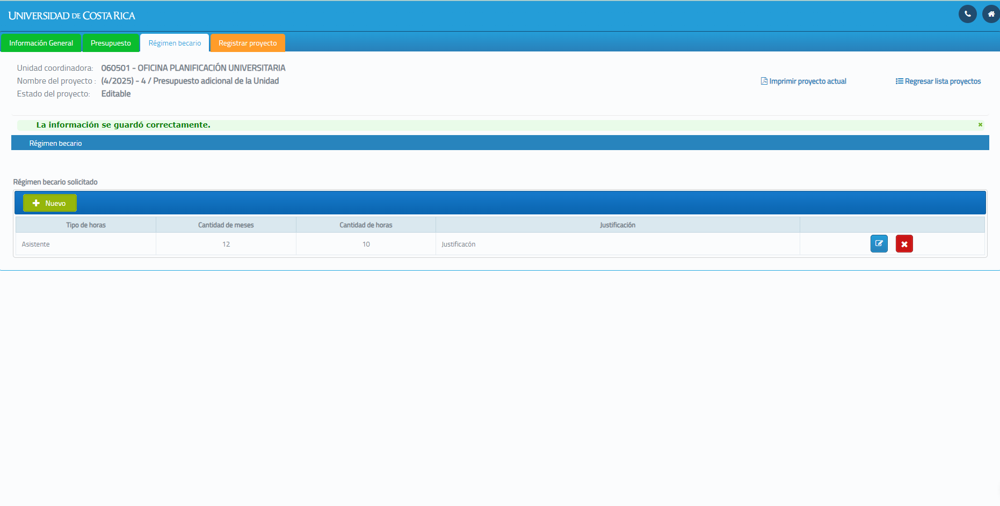 UNIVERSIDAD DE COSTA RICA
Información General Presupuesto Régimen becario Registrar proyecto
Unidad coordinadora: 060501 - OFICINA PLANIFICACIÓN UNIVERSITARIA
Nombre del proyecto : (4/2025) - 4 / Presupuesto adicional de la Unidad
Imprimir proyecto actual Regresar lista proyectos
Estado del proyecto: Editable
La información se guardó correctamente.
Régimen becario
Régimen becario solicitado
Nuevo
Tipo de horas Cantidad de meses Cantidad de horas Justificación
Asistente 12 10 Justificacón